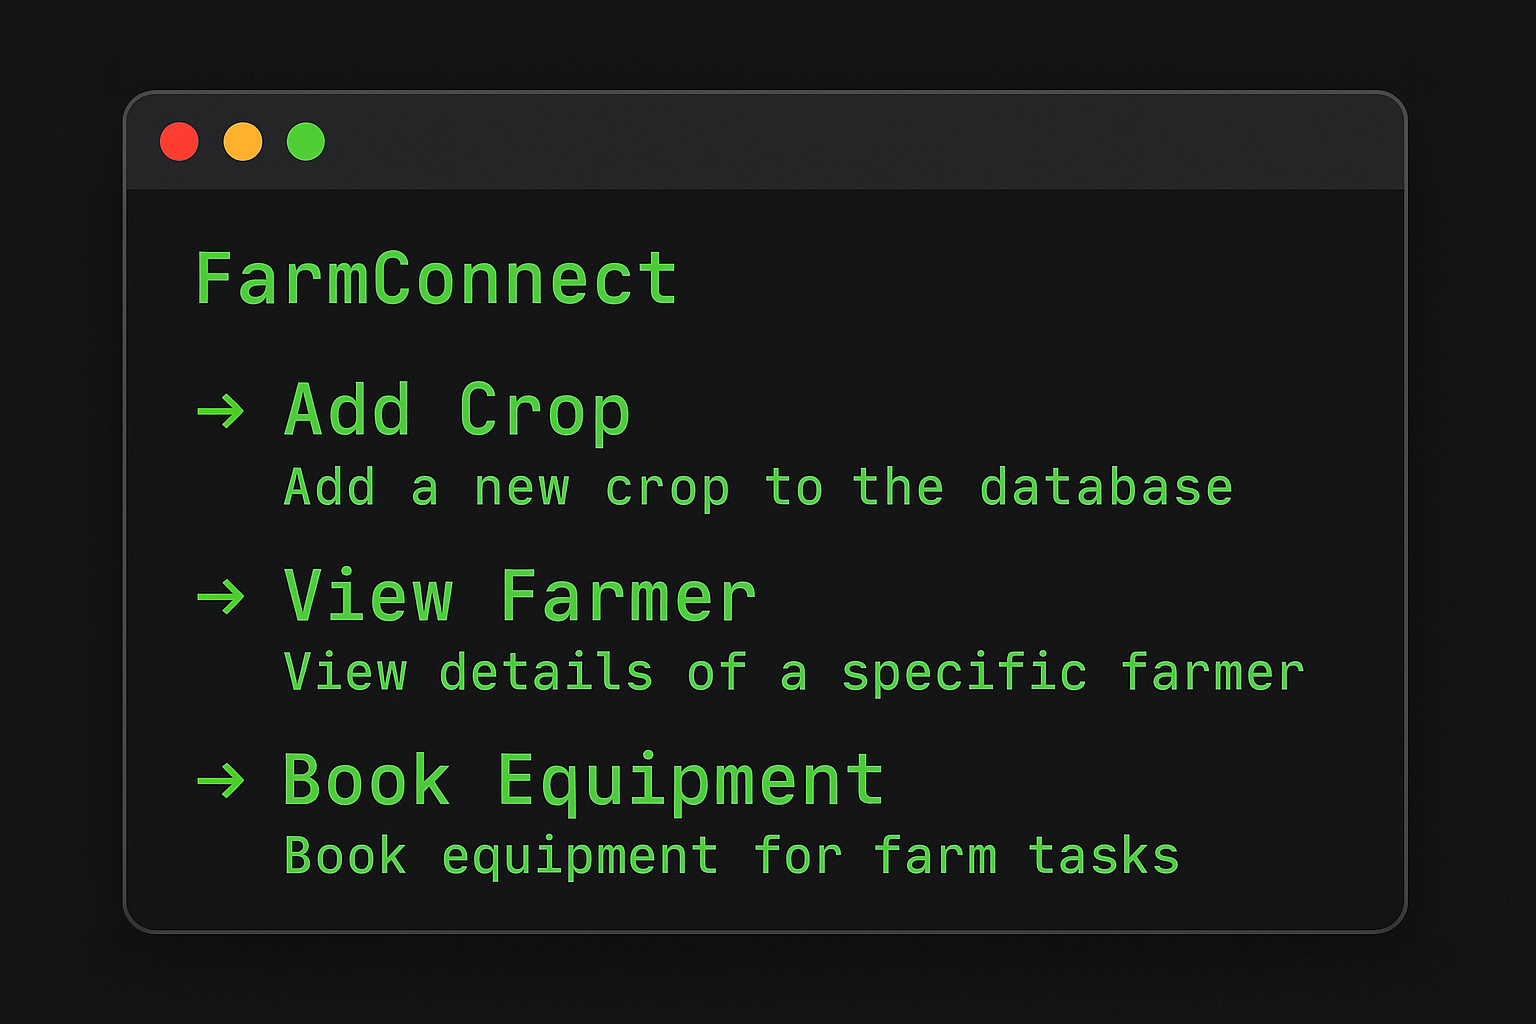 FarmConnect
→ Add Crop
Add a new crop to the database
→ View Farmer
View details of a specific farmer
→ Book Equipment
Book equipment for farm tasks